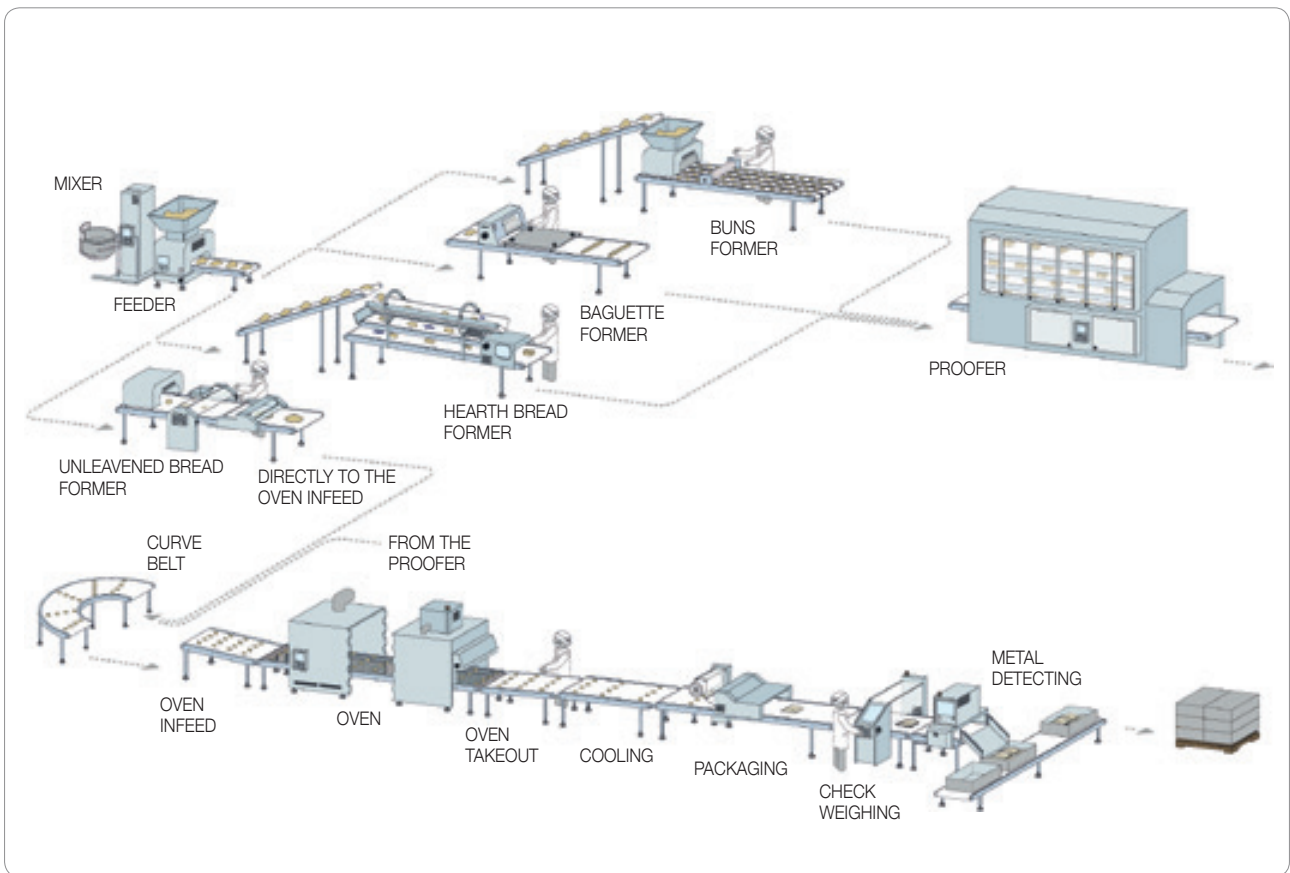 MIXER
FEEDER
BUNS
FORMER
BAGUETTE
FORMER
PROOFER
HEARTH BREAD
FORMER
UNLEAVENED BREAD
FORMER
DIRECTLY TO THE
OVEN INFEED
CURVE
BELT
FROM THE
PROOFER
OVEN
INFEED
OVEN
OVEN
TAKEOUT
COOLING
PACKAGING
CHECK
WEIGHING
METAL
DETECTING